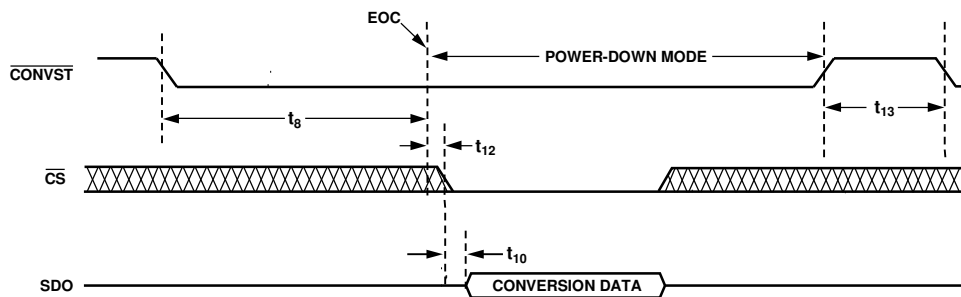 EOC
POWER-DOWN MODE
CONVST
t8
t13
t12
CS
t10
SDO
CONVERSION DATA